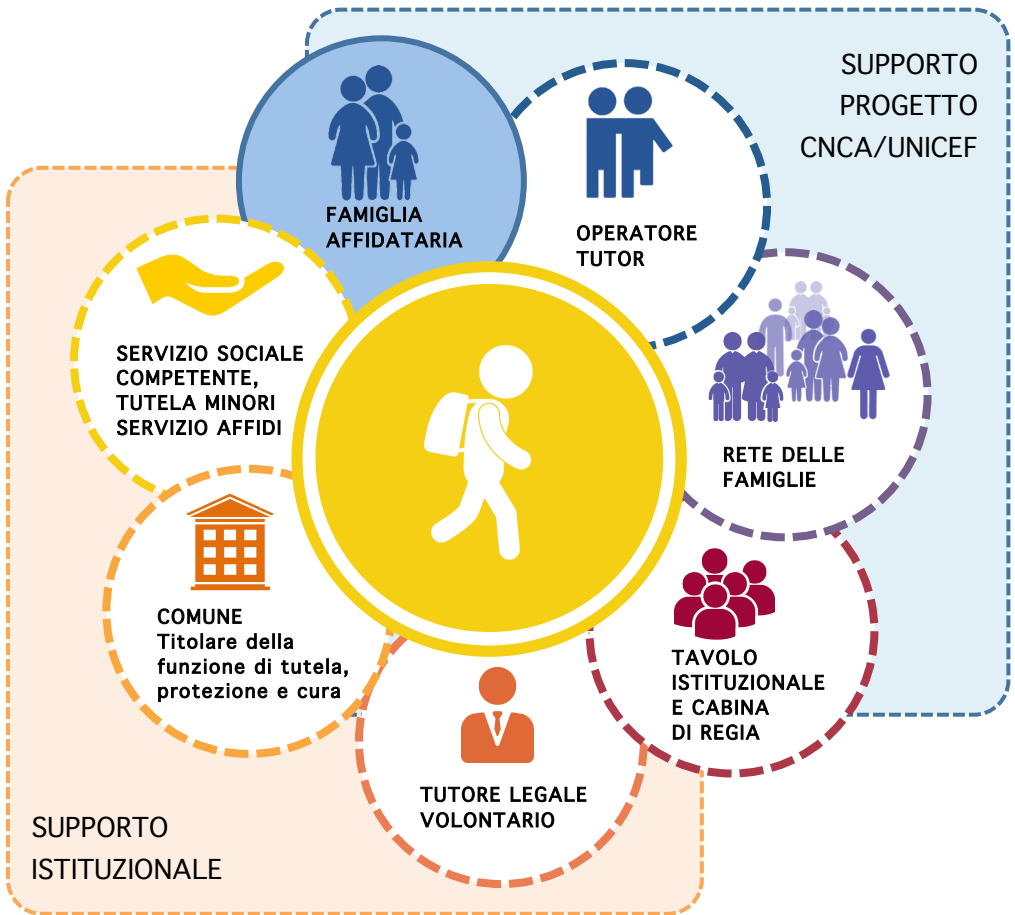 SUPPORTO
PROGETTO
CNCA/UNICEF
FAMIGLIA
AFFIDATARIA
OPERATORE
TUTOR
SERVIZIO SOCIALE
COMPETENTE,
TUTELA MINORI
SERVIZIO AFFIDI
RETE DELLE
FAMIGLIE
COMUNE
Titolare della
funzione di tutela,
protezione e cura
TAVOLO
ISTITUZIONALE
E CABINA
DI REGIA
TUTORE LEGALE
VOLONTARIO
SUPPORTO
ISTITUZIONALE